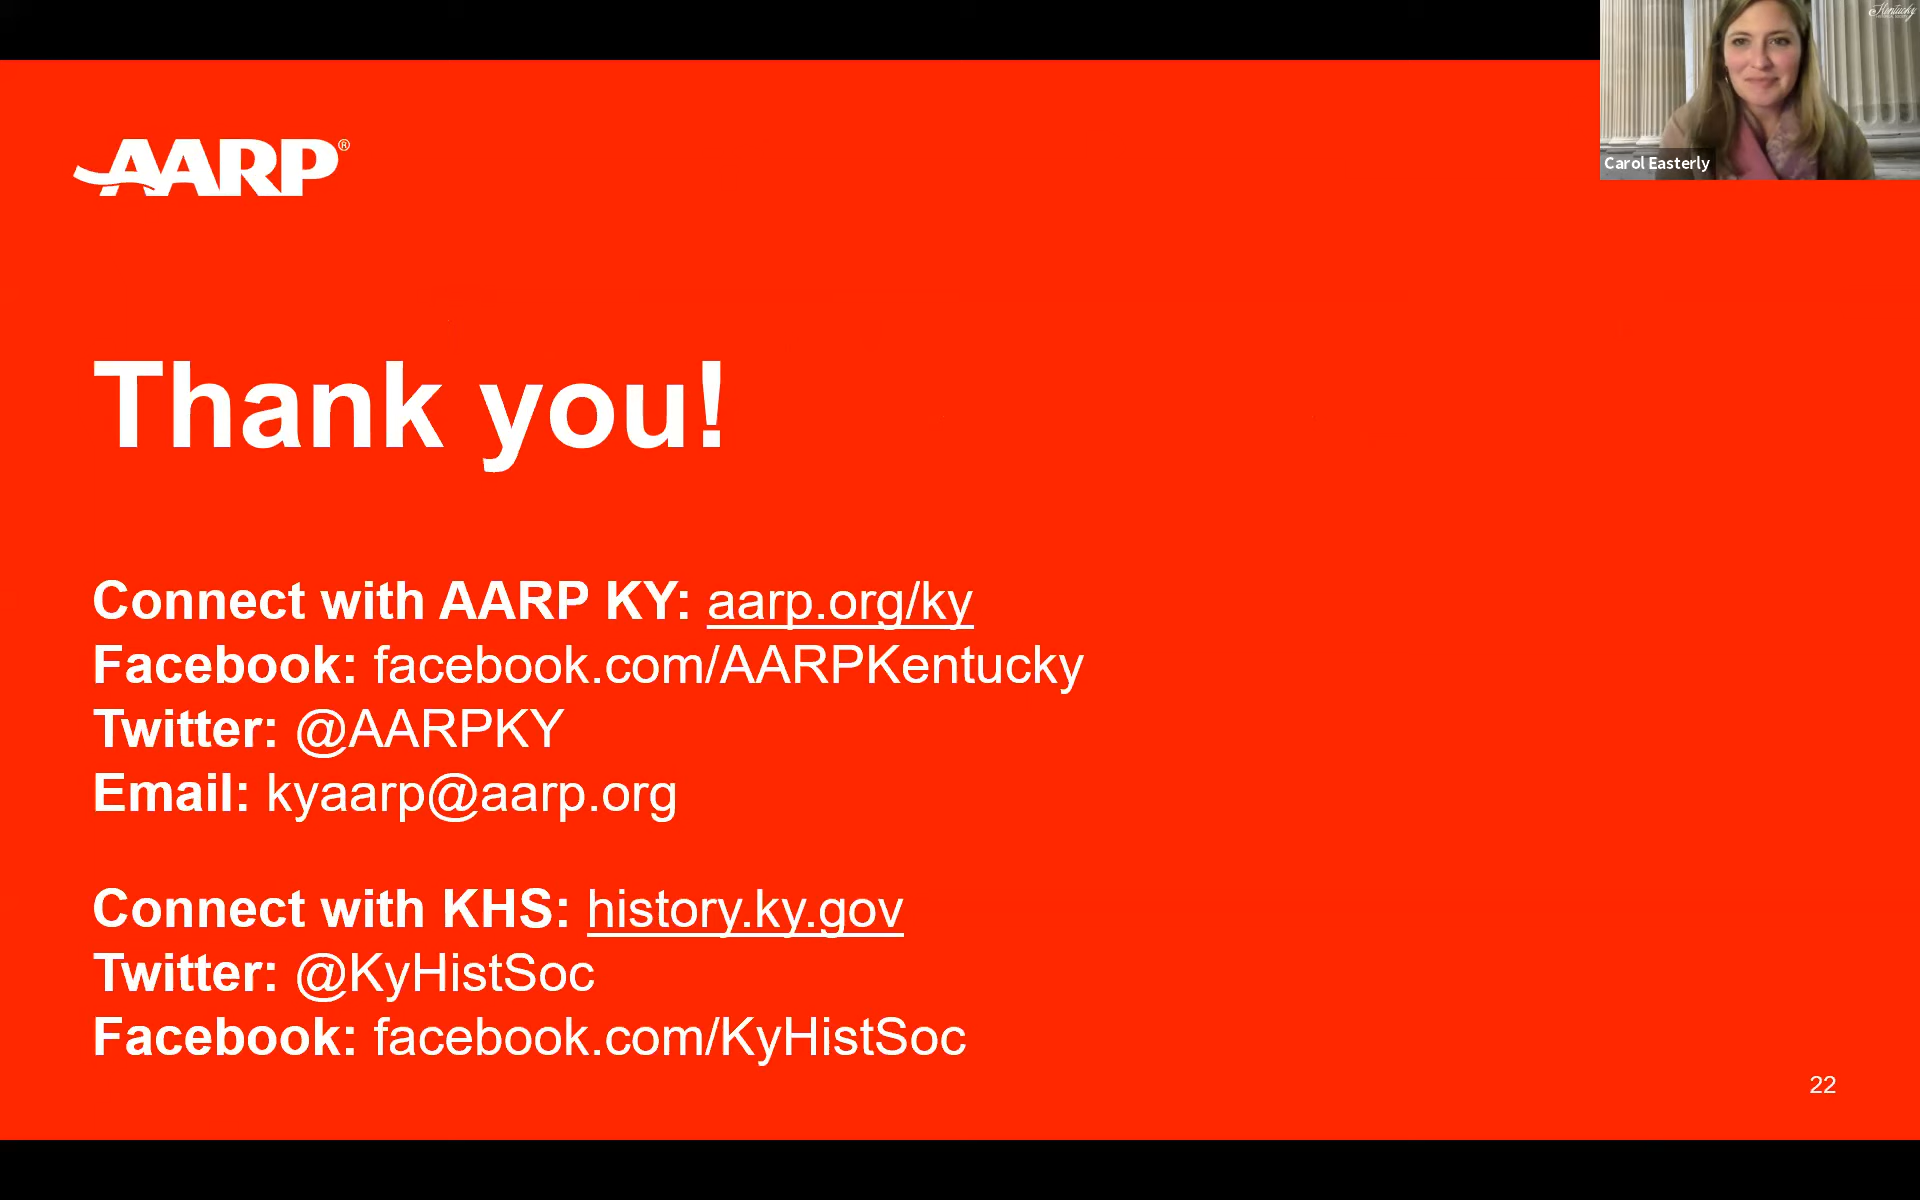 Kentucky
Carol Easterly
AARP®
Thank you!
Connect with AARP KY: aarp.org/ky
Facebook: facebook.com/AARPKentucky
Twitter: @AARPKY
Email: kyaarp@aarp.org
Connect with KHS: history.ky.gov
Twitter: @KyHistSoc
Facebook: facebook.com/KyHistSoc
22